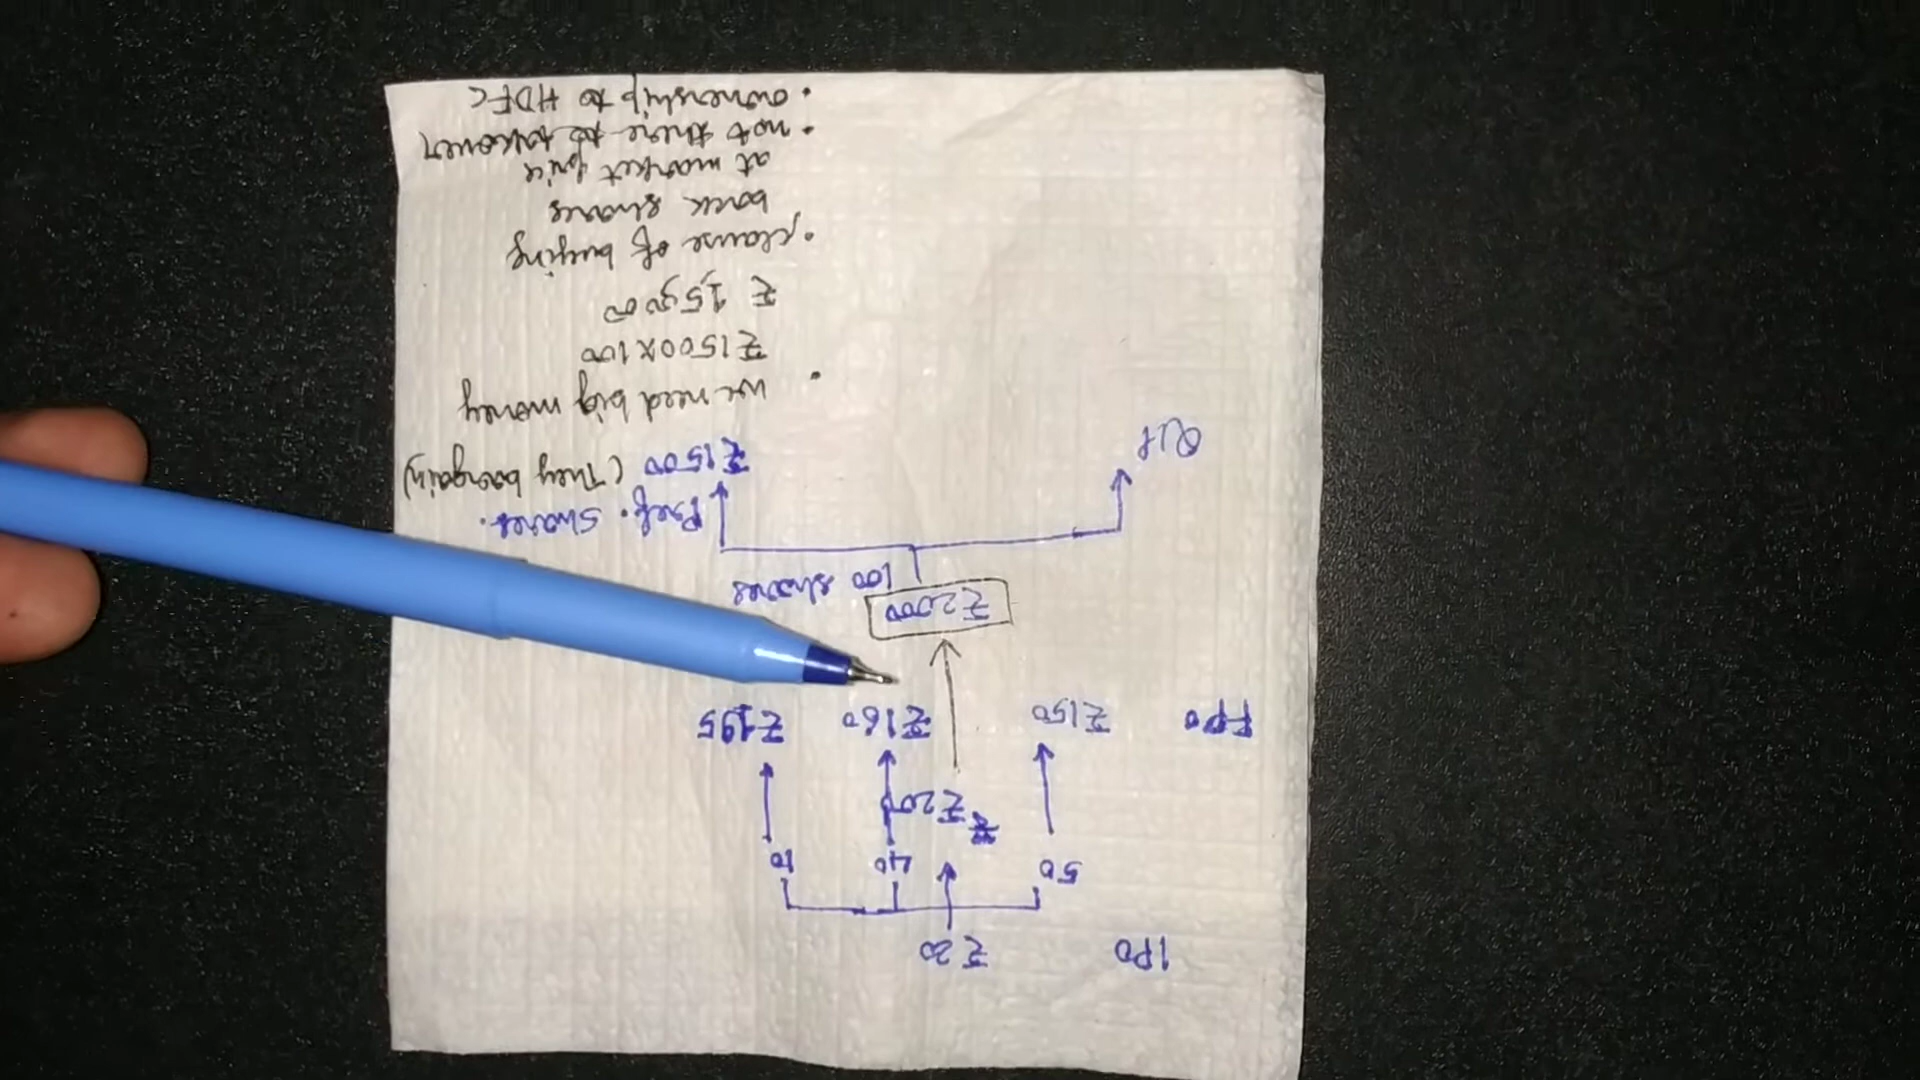 IPO ₹20
50 40 10
₹ ₹200
FPO ₹150 ₹160 ₹195
₹2000
100 shares
QIP
Pref. Shares.
₹1500 (They bargain)
• we need big money
₹1500x100
₹ 15000
• clause of buying
back shares
at market price
• not there to takeover
• ownership to HDFC